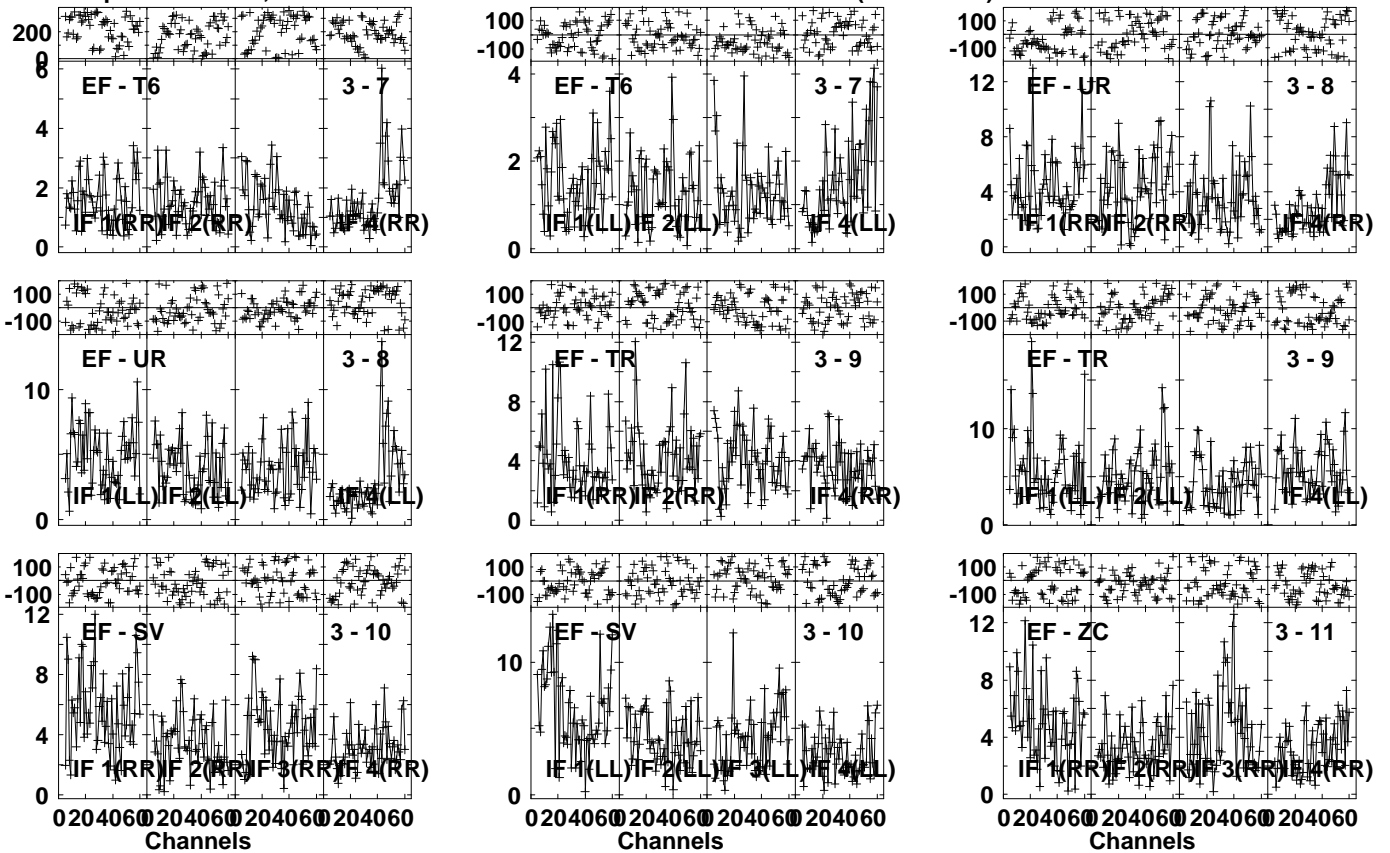 200
0
100
-100
100
-100
6
4
2
0
EF - T6 3 - 7
IF 1(RR) IF 2(RR) IF 4(RR)
4
2
0
EF - T6 3 - 7
IF 1(LL) IF 2(LL) IF 4(LL)
12
8
4
0
EF - UR 3 - 8
IF 1(RR) IF 2(RR) IF 4(RR)
100
-100
100
-100
100
-100
10
0
EF - UR 3 - 8
IF 1(LL) IF 2(LL) IF 4(LL)
12
8
4
0
EF - TR 3 - 9
IF 1(RR) IF 2(RR) IF 4(RR)
10
0
EF - TR 3 - 9
IF 1(LL) IF 2(LL) IF 4(LL)
100
-100
100
-100
100
-100
12
8
4
0
EF - SV 3 - 10
IF 1(RR) IF 2(RR) IF 3(RR) IF 4(RR)
10
0
EF - SV 3 - 10
IF 1(LL) IF 2(LL) IF 3(LL) IF 4(LL)
12
8
4
0
EF - ZC 3 - 11
IF 1(RR) IF 2(RR) IF 3(RR) IF 4(RR)
0 20 40 60 0 20 40 60 0 20 40 60 0 20 40 60
Channels
0 20 40 60 0 20 40 60 0 20 40 60 0 20 40 60
Channels
0 20 40 60 0 20 40 60 0 20 40 60 0 20 40 60
Channels